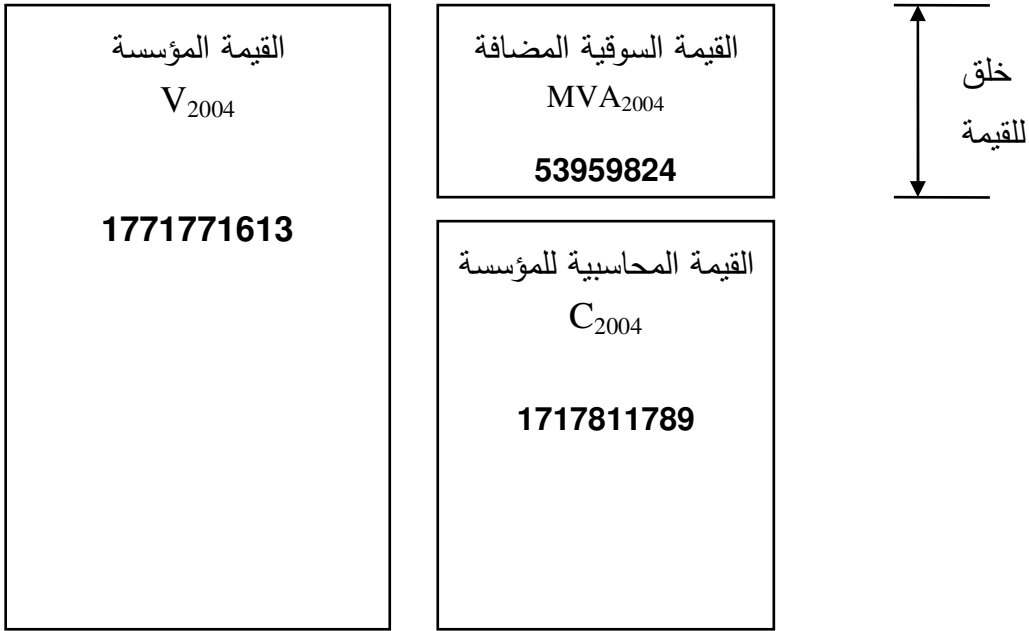 القيمة المؤسسة
V2004
1771771613
القيمة السوقية المضافة
MVA2004
53959824
القيمة المحاسبية للمؤسسة
C2004
1717811789
خلق
للقيمة